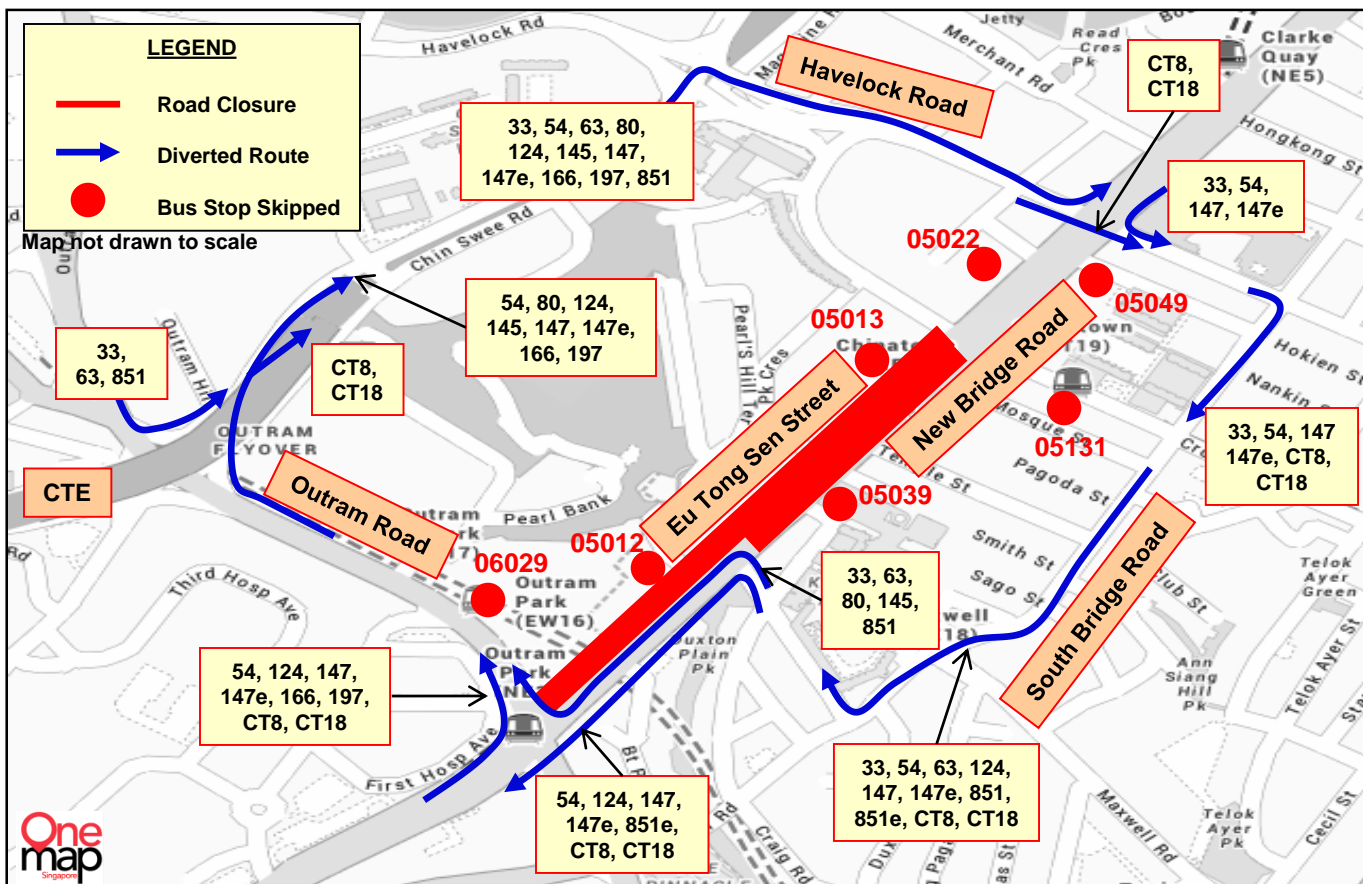 LEGEND
Road Closure
Diverted Route
Bus Stop Skipped
Map not drawn to scale
Havelock Rd
Merchant Rd
Jetty
Read
Cres
Pk
Clarke
Quay
(NE5)
Havelock Road
CT8,
CT18
Hongkong St
33, 54, 63, 80,
124, 145, 147,
147e, 166, 197, 851
33, 54,
147, 147e
Chin Swee Rd
05022
05049
54, 80, 124,
145, 147, 147e,
166, 197
05013
New Bridge Road
Hokien St
Nankin
Outram Hill
33,
63, 851
CT8,
CT18
Pearl'S Hill Ter
Pk Cres
Eu Tong Sen Street
Mosque St
05131
33, 54, 147
147e, CT8,
CT18
OUTRAM
FLYOVER
CTE
Outram Road
Pearl Bank
Temple St
Pagoda St
05039
Smith St
Sago St
South Bridge Road
Club St
Telok
Ayer
Green
Third Hosp Ave
06029
05012
Outram
Park
(EW16)
33, 63,
80, 145,
851
Duxton
Plain
Pk
Outram
Park
Ann
Siang
Hill
Pk
Telok Ayer St
54, 124, 147,
147e, 166, 197,
CT8, CT18
First Hosp Ave
54, 124, 147,
147e, 851e,
CT8, CT18
33, 54, 63, 124,
147, 147e, 851,
851e, CT8, CT18
Craig Rd
Maxwell Rd
Telok
Ayer
Pk
Cecil St
One
map
Singapore